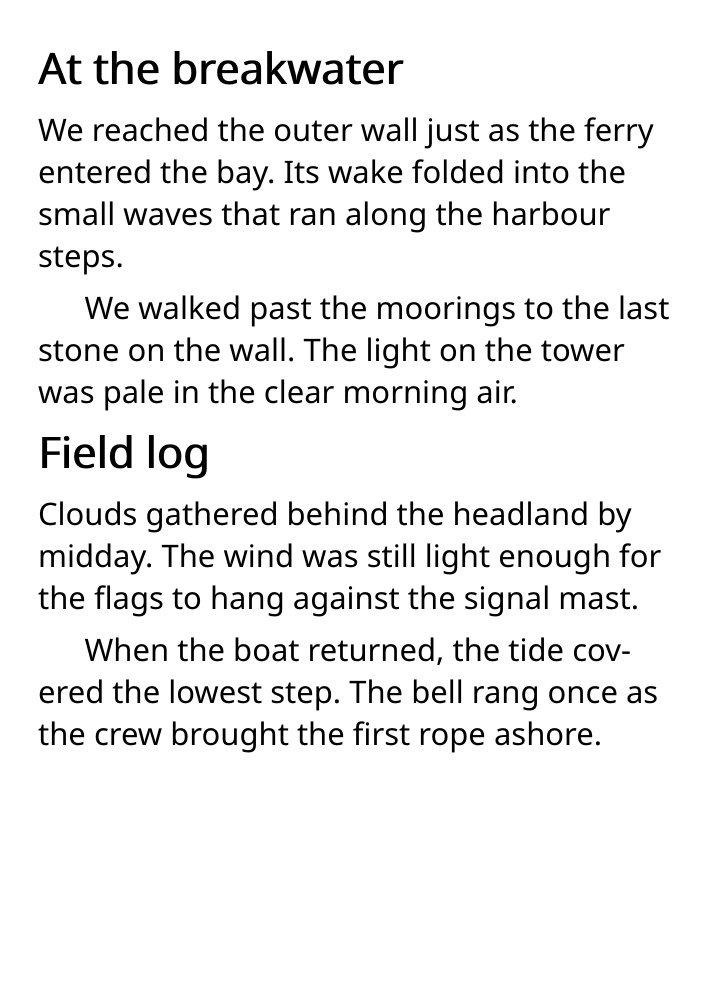 At the breakwater
We reached the outer wall just as the ferry
entered the bay. Its wake folded into the
small waves that ran along the harbour
steps.
We walked past the moorings to the last
stone on the wall. The light on the tower
was pale in the clear morning air.
Field log
Clouds gathered behind the headland by
midday. The wind was still light enough for
the flags to hang against the signal mast.
When the boat returned, the tide cov-
ered the lowest step. The bell rang once as
the crew brought the first rope ashore.